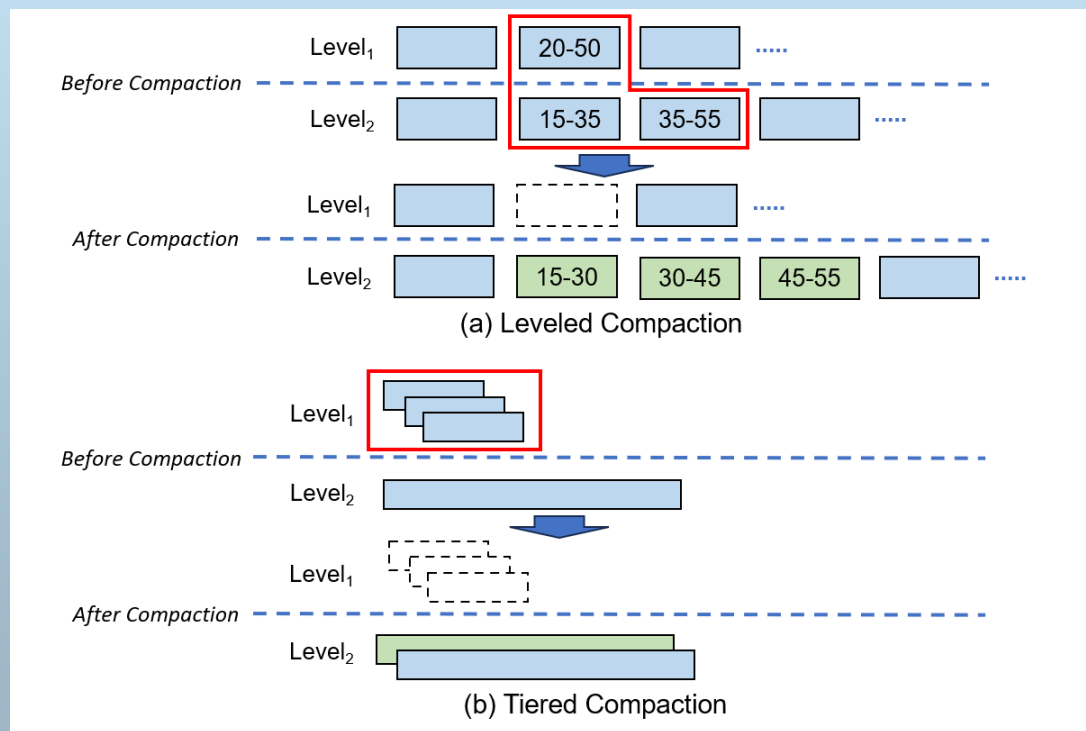 Level₁ 20-50 .....
Before Compaction
Level₂ 15-35 35-55 .....
Level₁ .....
After Compaction
Level₂ 15-30 30-45 45-55 .....
(a) Leveled Compaction
Level₁
Before Compaction
Level₂
Level₁
After Compaction
Level₂
(b) Tiered Compaction